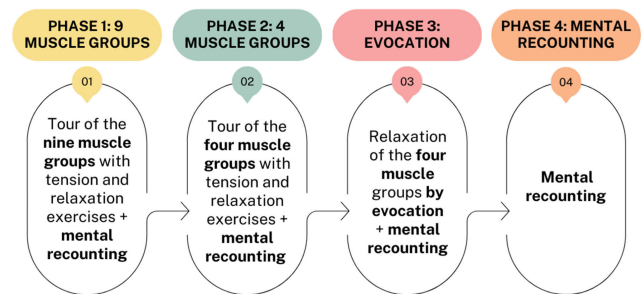 PHASE 1: 9
MUSCLE GROUPS
01
Tour of the
nine muscle
groups with
tension and
relaxation
exercises +
mental
recounting
PHASE 2: 4
MUSCLE GROUPS
02
Tour of the
four muscle
groups with
tension and
relaxation
exercises +
mental
recounting
PHASE 3:
EVOCATION
03
Relaxation
of the four
muscle
groups by
evocation
+ mental
recounting
PHASE 4: MENTAL
RECOUNTING
04
Mental
recounting